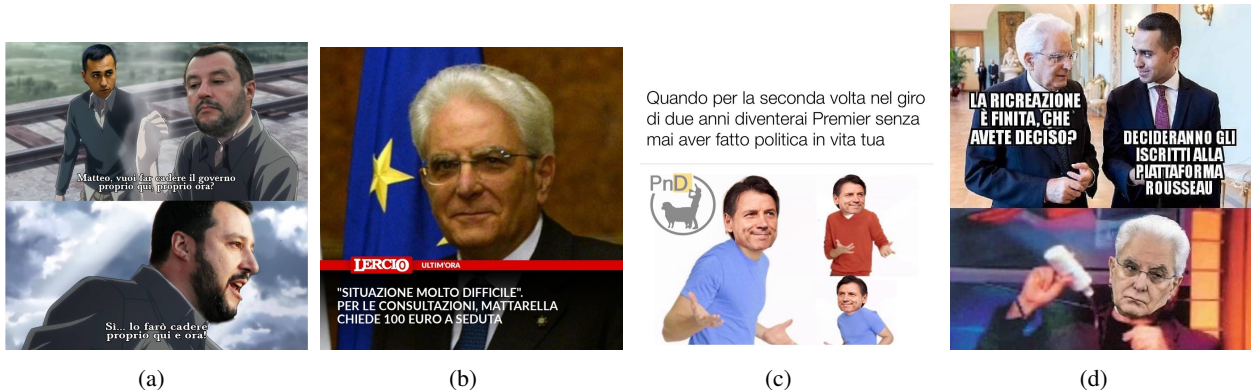 Matteo, vuoi far cadere il governo
proprio qui, proprio ora?
Sì... lo farò cadere
proprio qui e ora!
(a)
LERCIO ULTIM'ORA
"SITUAZIONE MOLTO DIFFICILE".
PER LE CONSULTAZIONI, MATTARELLA
CHIEDE 100 EURO A SEDUTA
(b)
Quando per la seconda volta nel giro
di due anni diventerai Premier senza
mai aver fatto politica in vita tua
PnD
(c)
LA RICREAZIONE
È FINITA, CHE
AVETE DECISO?
DECIDERANNO GLI
ISCRITTI ALLA
PIATTAFORMA
ROUSSEAU
(d)